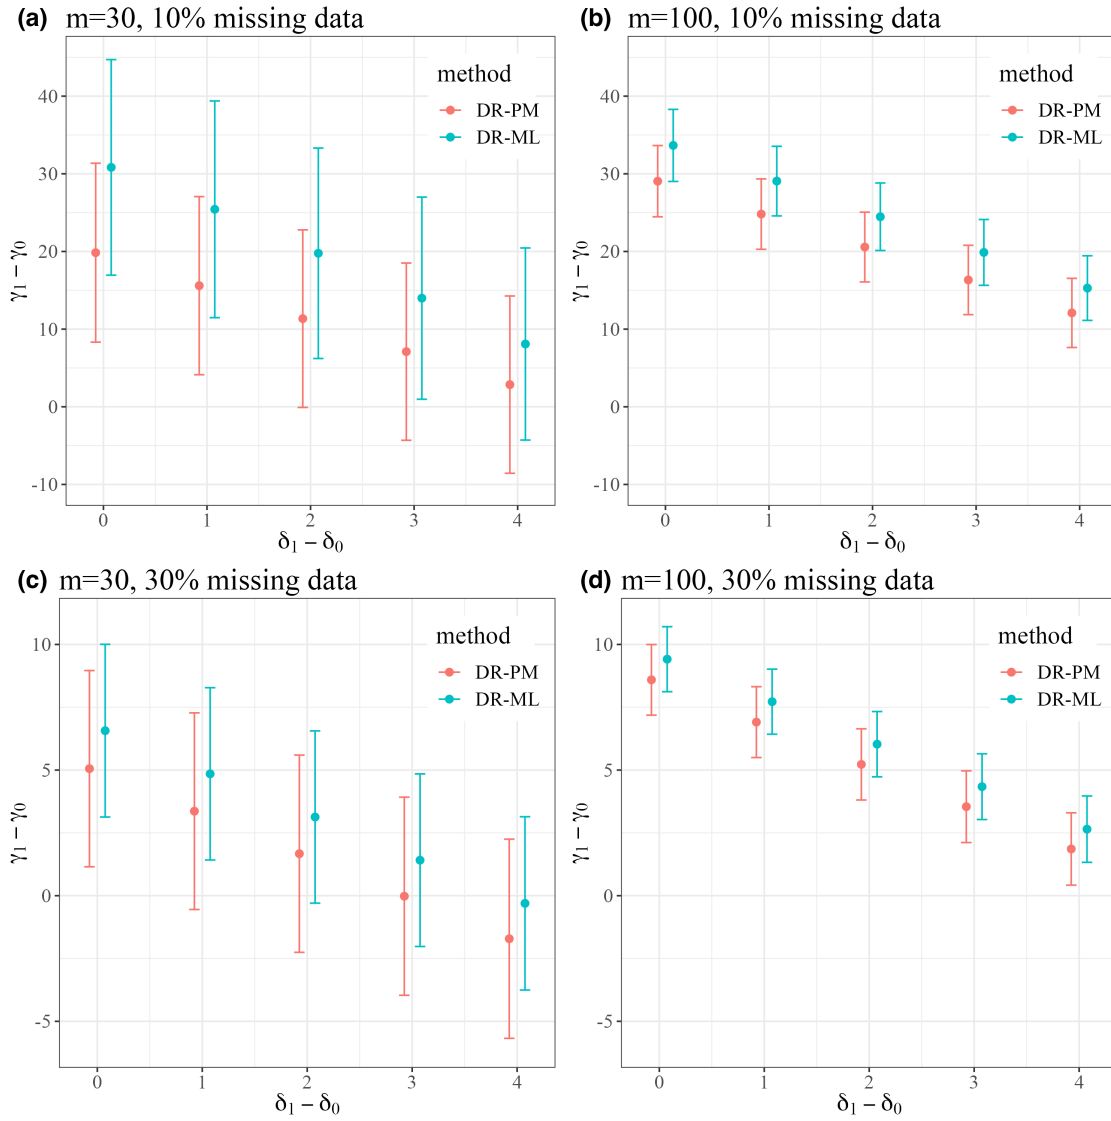 (a) m=30, 10% missing data
method
DR-PM
DR-ML
40
30
20
10
0
-10
γ₁ − γ₀
0 1 2 3 4
δ₁ − δ₀
(b) m=100, 10% missing data
method
DR-PM
DR-ML
40
30
20
10
0
-10
γ₁ − γ₀
0 1 2 3 4
δ₁ − δ₀
(c) m=30, 30% missing data
method
DR-PM
DR-ML
10
5
0
-5
γ₁ − γ₀
0 1 2 3 4
δ₁ − δ₀
(d) m=100, 30% missing data
method
DR-PM
DR-ML
10
5
0
-5
γ₁ − γ₀
0 1 2 3 4
δ₁ − δ₀